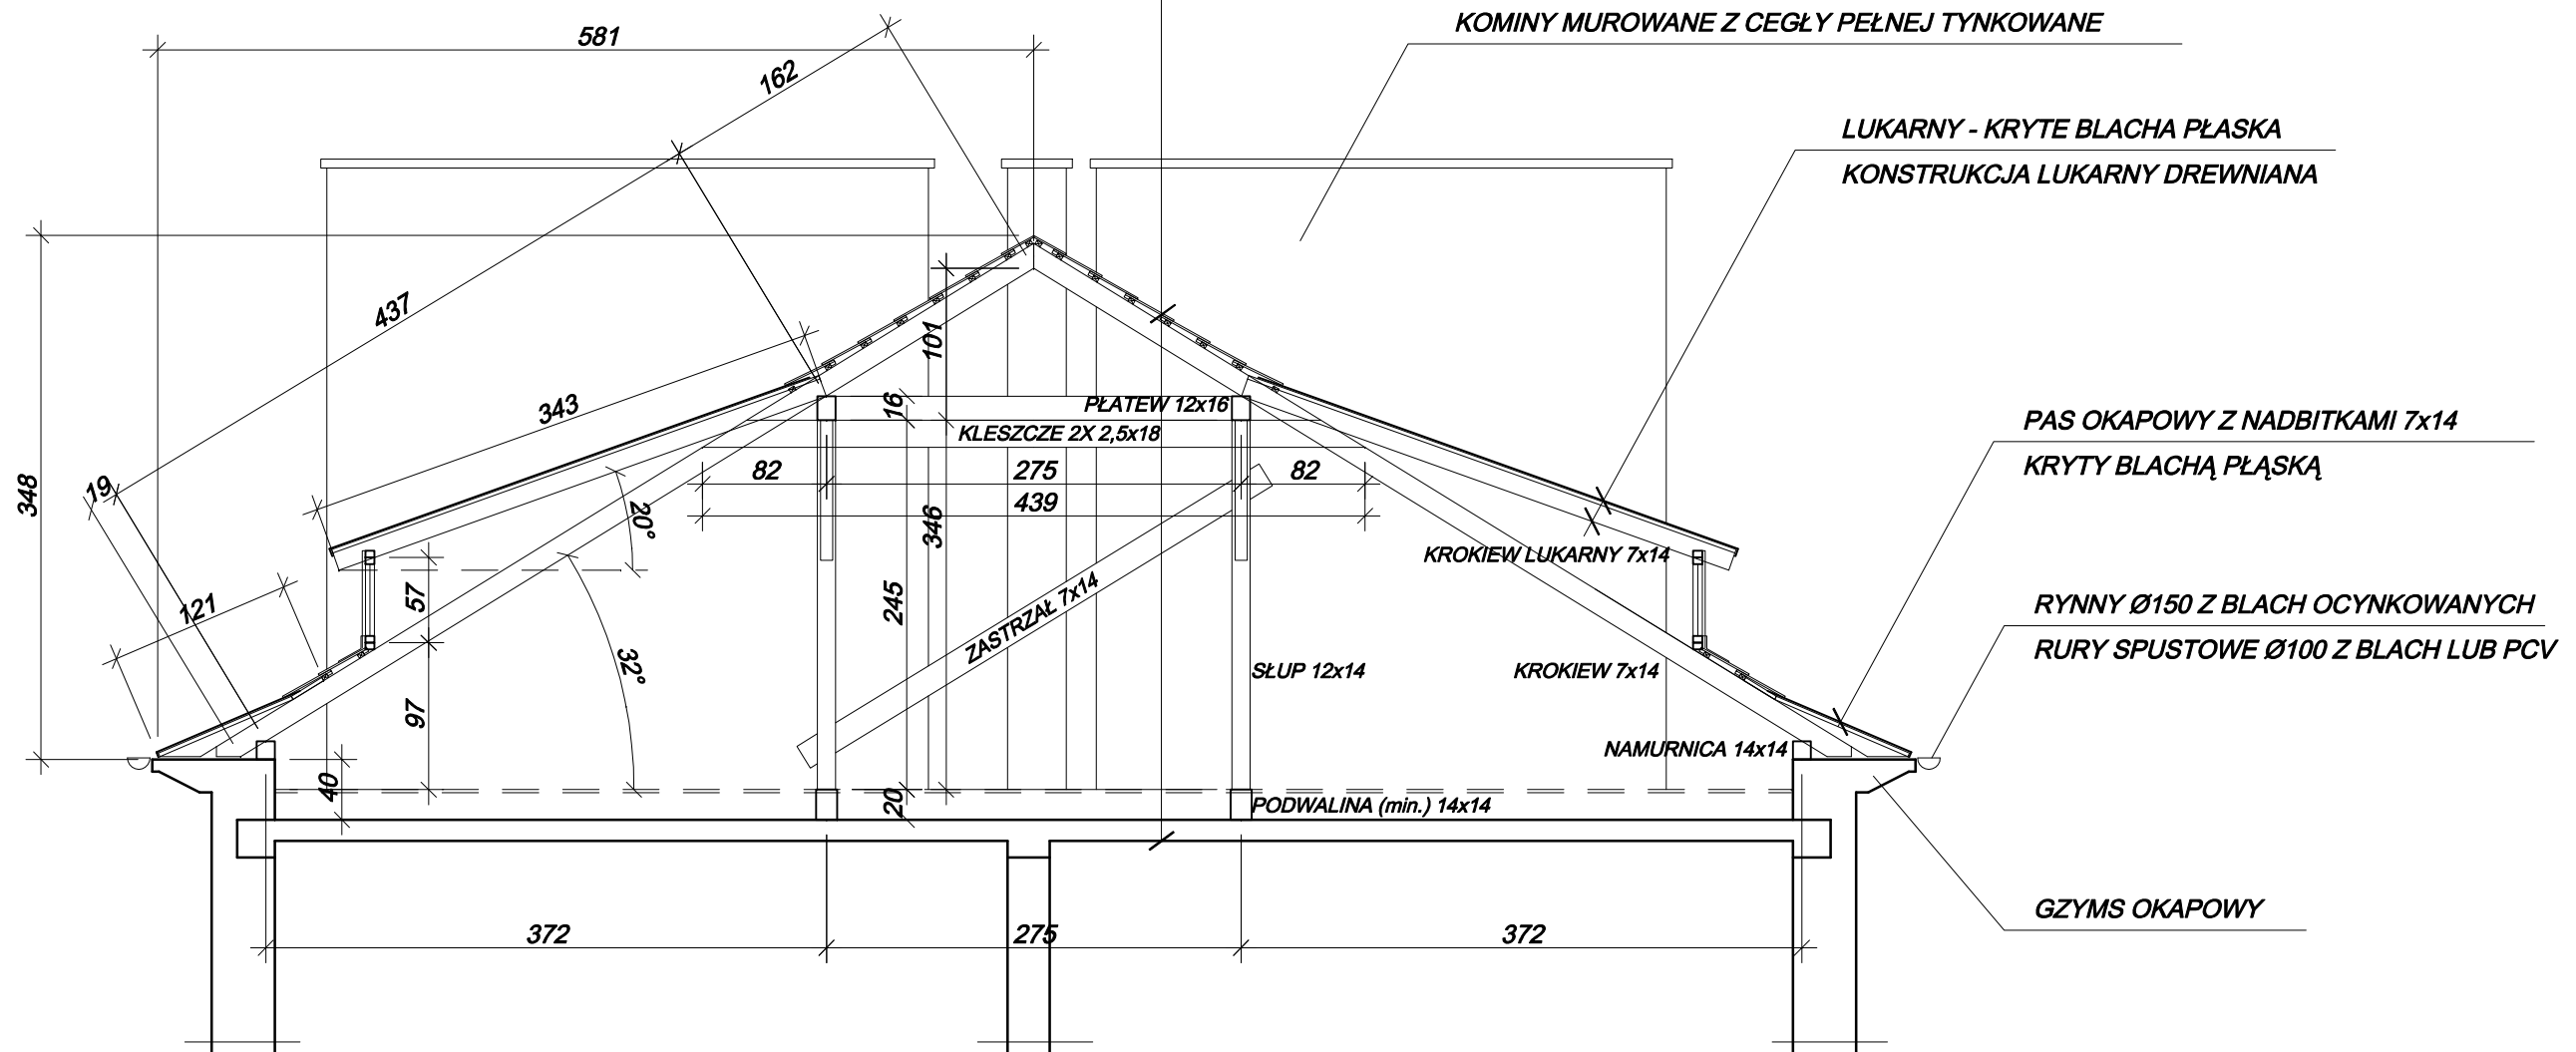 KOMINY MUROWANE Z CEGŁY PEŁNEJ TYNKOWANE
581
162
LUKARNY - KRYTE BLACHA PŁASKA
KONSTRUKCJA LUKARNY DREWNIANA
437
101
343
16
PŁATEW 12x16
KLESZCZE 2X 2,5x18
PAS OKAPOWY Z NADBITKAMI 7x14
KRYTY BLACHĄ PŁĄSKĄ
348
19
82
275
82
439
20°
346
KROKIEW LUKARNY 7x14
121
57
245
ZASTRZAŁ 7x14
RYNNY Ø150 Z BLACH OCYNKOWANYCH
RURY SPUSTOWE Ø100 Z BLACH LUB PCV
32°
SŁUP 12x14
KROKIEW 7x14
97
NAMURNICA 14x14
40
20
PODWALINA (min.) 14x14
GZYMS OKAPOWY
372
275
372